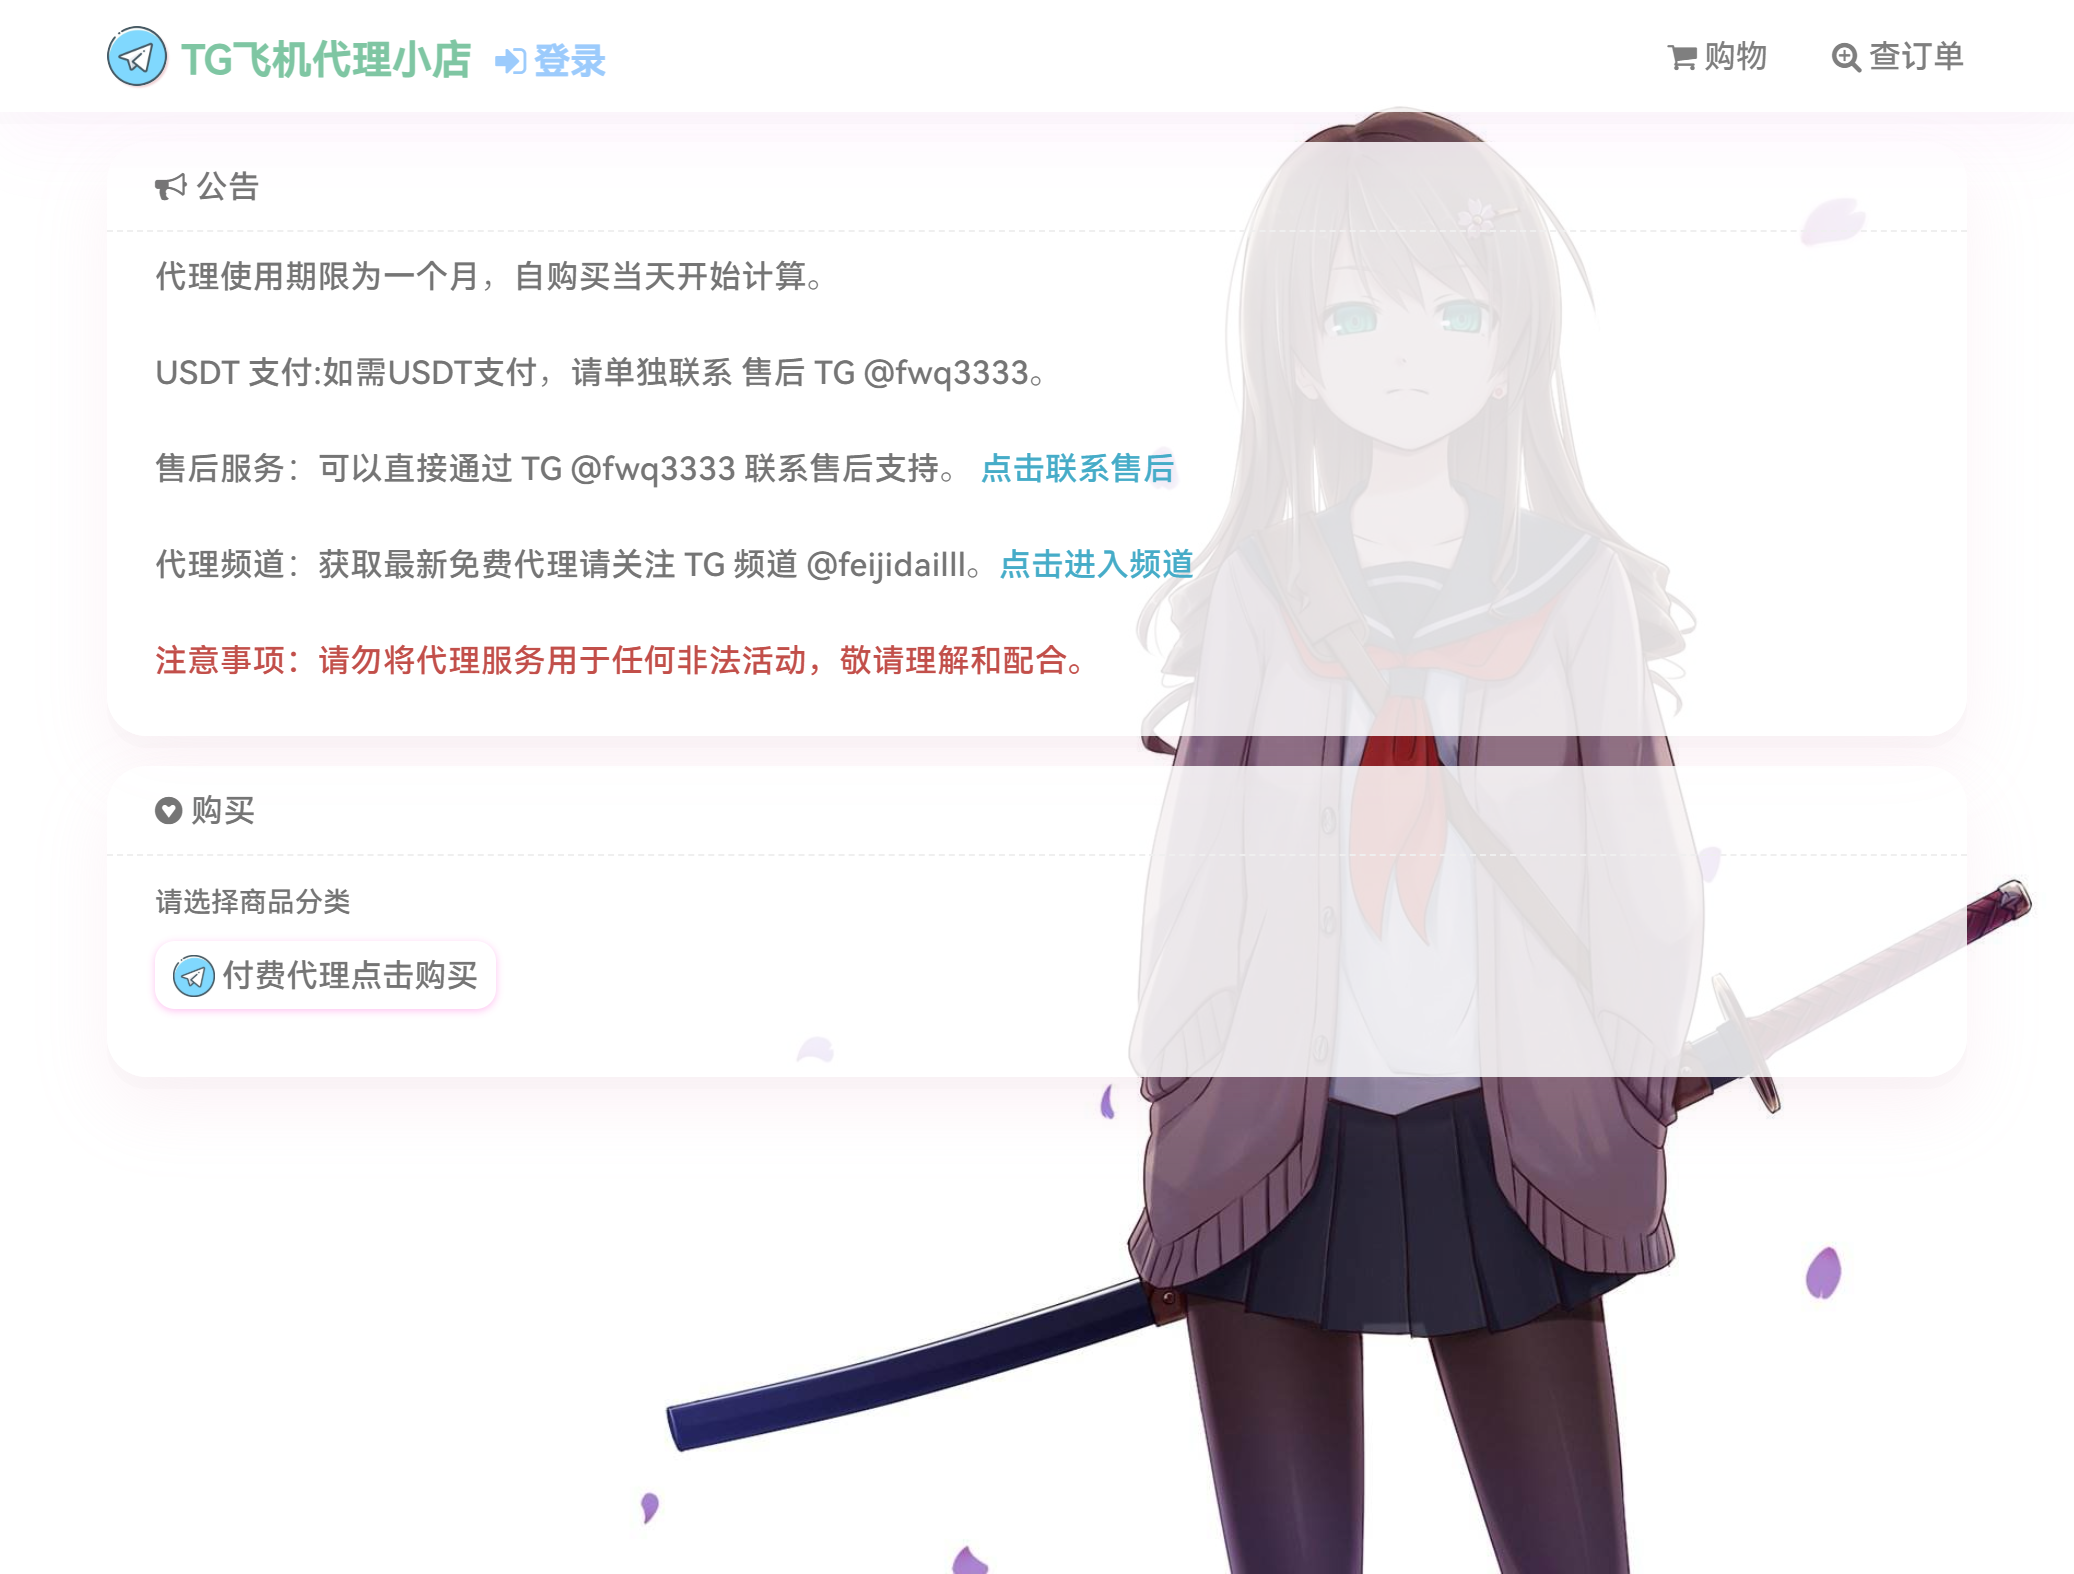 TG飞机代理小店 登录 购物 查订单
公告
代理使用期限为一个月，自购买当天开始计算。
USDT 支付:如需USDT支付，请单独联系 售后 TG @fwq3333。
售后服务：可以直接通过 TG @fwq3333 联系售后支持。 点击联系售后
代理频道：获取最新免费代理请关注 TG 频道 @feijidailll。点击进入频道
注意事项：请勿将代理服务用于任何非法活动，敬请理解和配合。
购买
请选择商品分类
付费代理点击购买